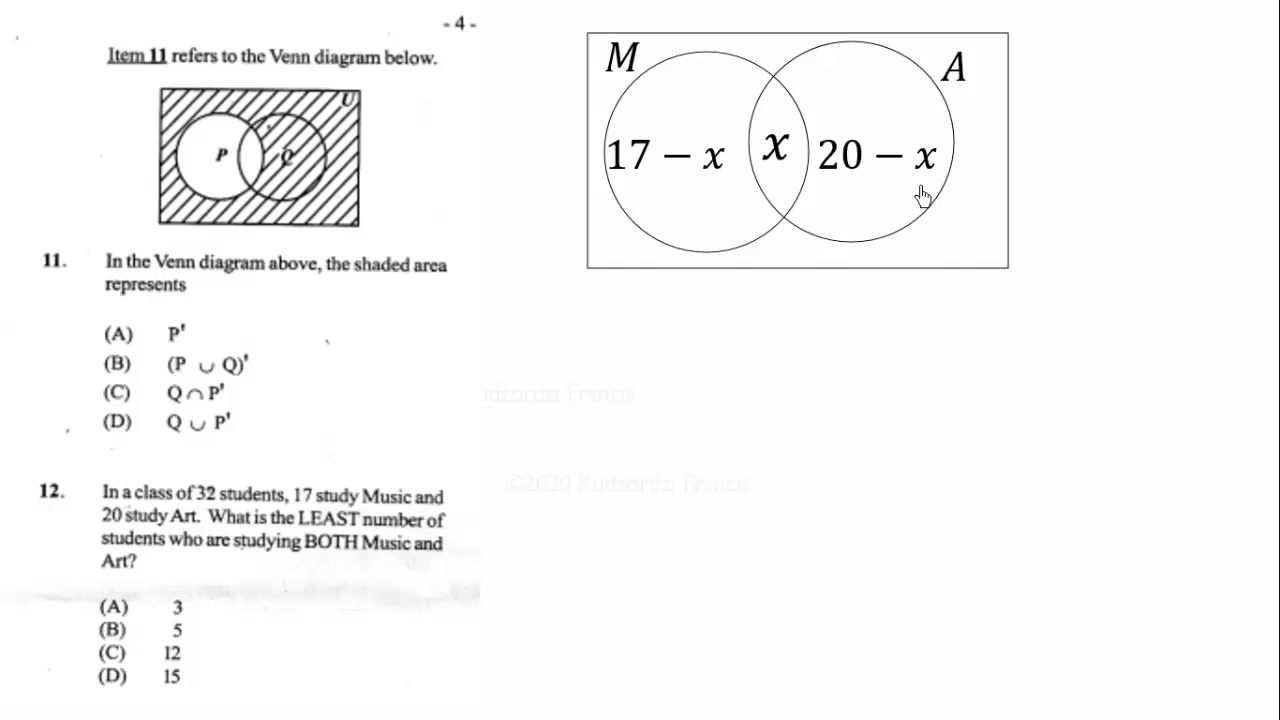 - 4 -
Item 11 refers to the Venn diagram below.
U
P
Q
11. In the Venn diagram above, the shaded area
represents
(A) P'
(B) (P ∪ Q)'
(C) Q ∩ P'
(D) Q ∪ P'
12. In a class of 32 students, 17 study Music and
20 study Art. What is the LEAST number of
students who are studying BOTH Music and
Art?
(A) 3
(B) 5
(C) 12
(D) 15
M
A
17 − x
x
20 − x
Kudzordzi Francis
©2020 Kudzordzi Francis